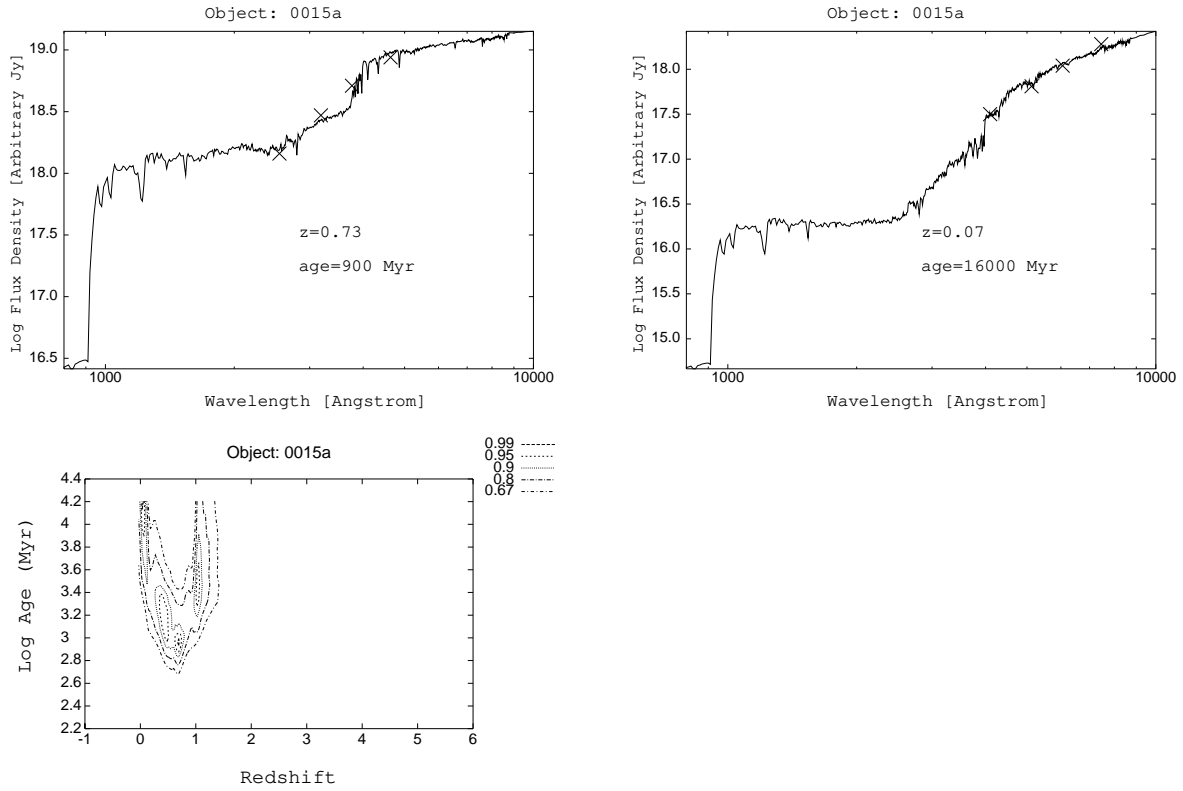 Object: 0015a
Log Flux Density [Arbitrary Jy]
19.0
18.5
18.0
17.5
17.0
16.5
z=0.73
age=900 Myr
1000
10000
Wavelength [Angstrom]
Object: 0015a
Log Flux Density [Arbitrary Jy]
18.0
17.5
17.0
16.5
16.0
15.5
15.0
z=0.07
age=16000 Myr
1000
10000
Wavelength [Angstrom]
Object: 0015a
0.99
0.95
0.9
0.8
0.67
Log Age (Myr)
4.4
4.2
4
3.8
3.6
3.4
3.2
3
2.8
2.6
2.4
2.2
-1 0 1 2 3 4 5 6
Redshift